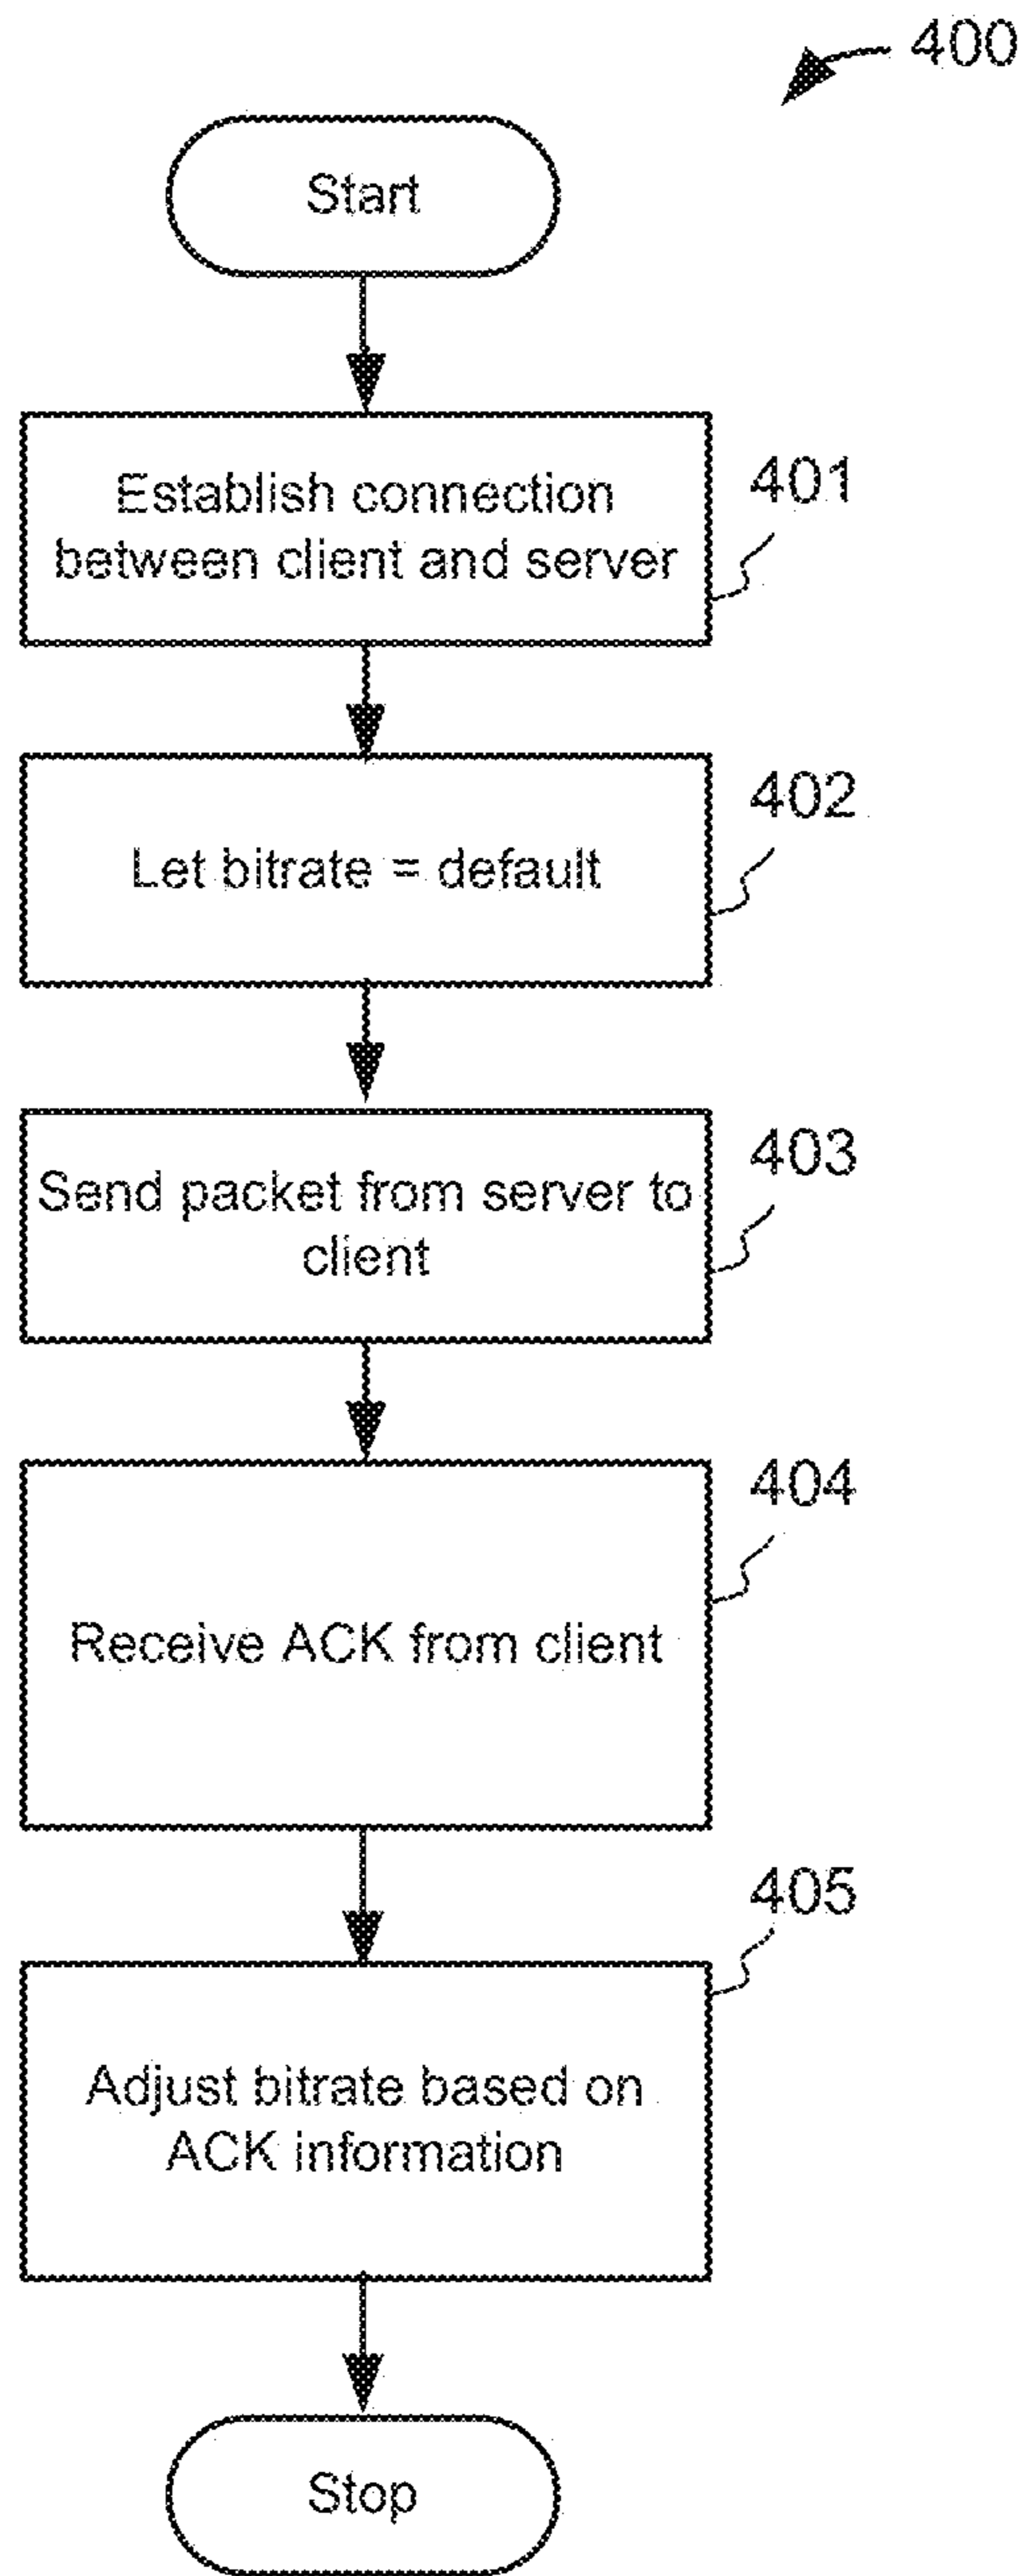 400
Start
Establish connection
between client and server
401
Let bitrate = default
402
Send packet from server to
client
403
Receive ACK from client
404
Adjust bitrate based on
ACK information
405
Stop